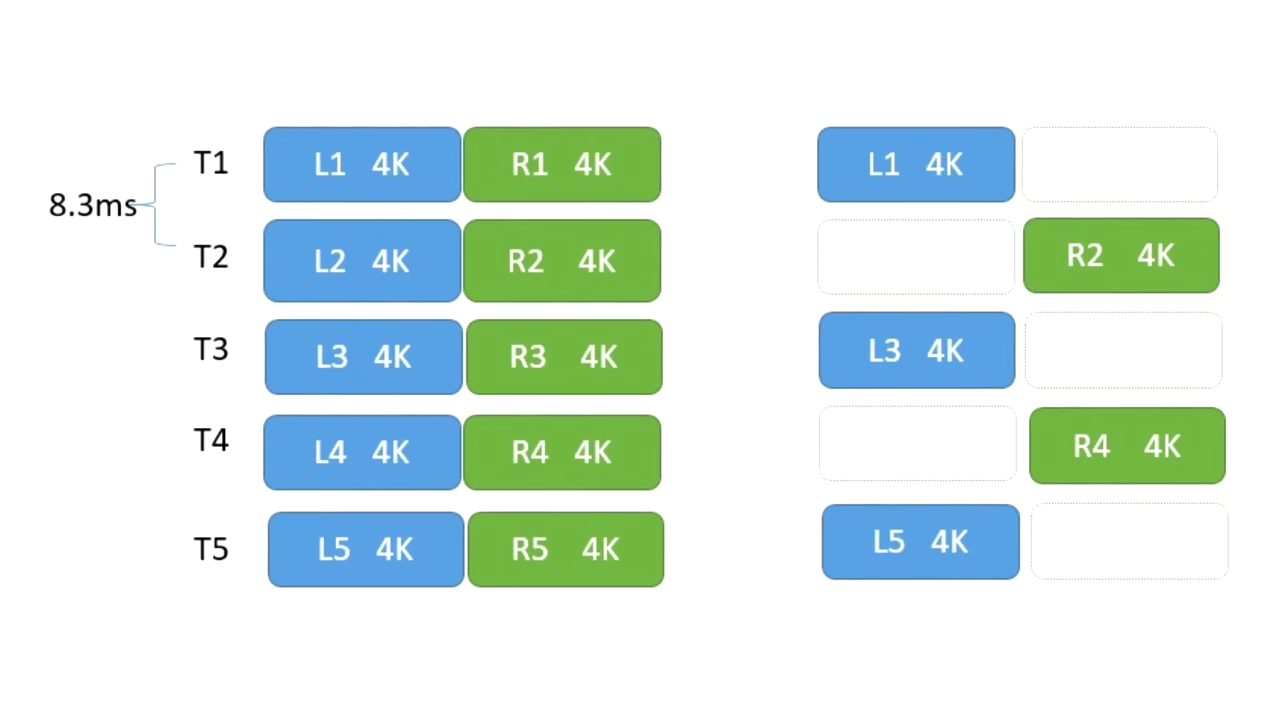 T1 L1 4K R1 4K L1 4K
8.3ms
T2 L2 4K R2 4K R2 4K
T3 L3 4K R3 4K L3 4K
T4 L4 4K R4 4K R4 4K
T5 L5 4K R5 4K L5 4K